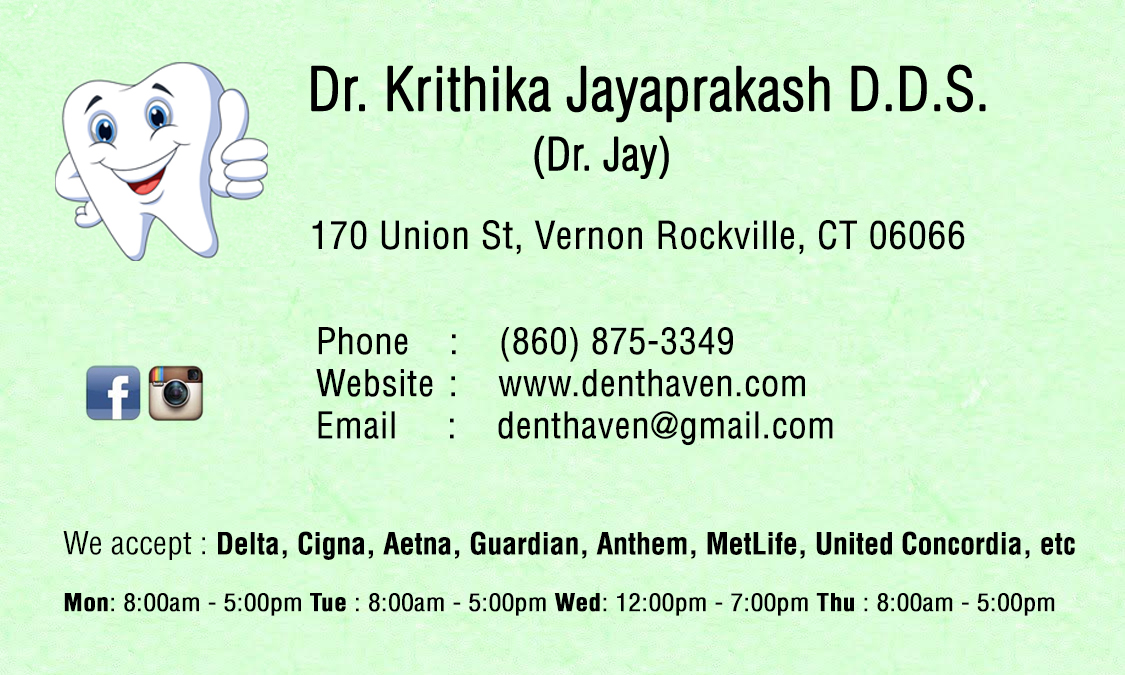 Dr. Krithika Jayaprakash D.D.S.
(Dr. Jay)
170 Union St, Vernon Rockville, CT 06066
Phone : (860) 875-3349
Website : www.denthaven.com
Email : denthaven@gmail.com
f
We accept : Delta, Cigna, Aetna, Guardian, Anthem, MetLife, United Concordia, etc
Mon: 8:00am - 5:00pm Tue : 8:00am - 5:00pm Wed: 12:00pm - 7:00pm Thu : 8:00am - 5:00pm